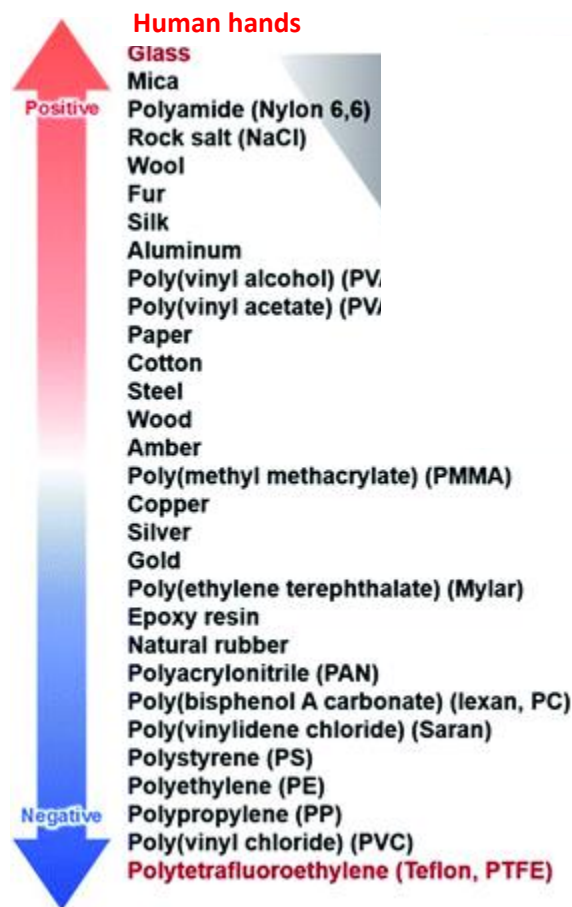 Human hands
Glass
Mica
Positive
Polyamide (Nylon 6,6)
Rock salt (NaCl)
Wool
Fur
Silk
Aluminum
Poly(vinyl alcohol) (PVA
Poly(vinyl acetate) (PVA
Paper
Cotton
Steel
Wood
Amber
Poly(methyl methacrylate) (PMMA)
Copper
Silver
Gold
Poly(ethylene terephthalate) (Mylar)
Epoxy resin
Natural rubber
Polyacrylonitrile (PAN)
Poly(bisphenol A carbonate) (lexan, PC)
Poly(vinylidene chloride) (Saran)
Polystyrene (PS)
Polyethylene (PE)
Negative
Polypropylene (PP)
Poly(vinyl chloride) (PVC)
Polytetrafluoroethylene (Teflon, PTFE)